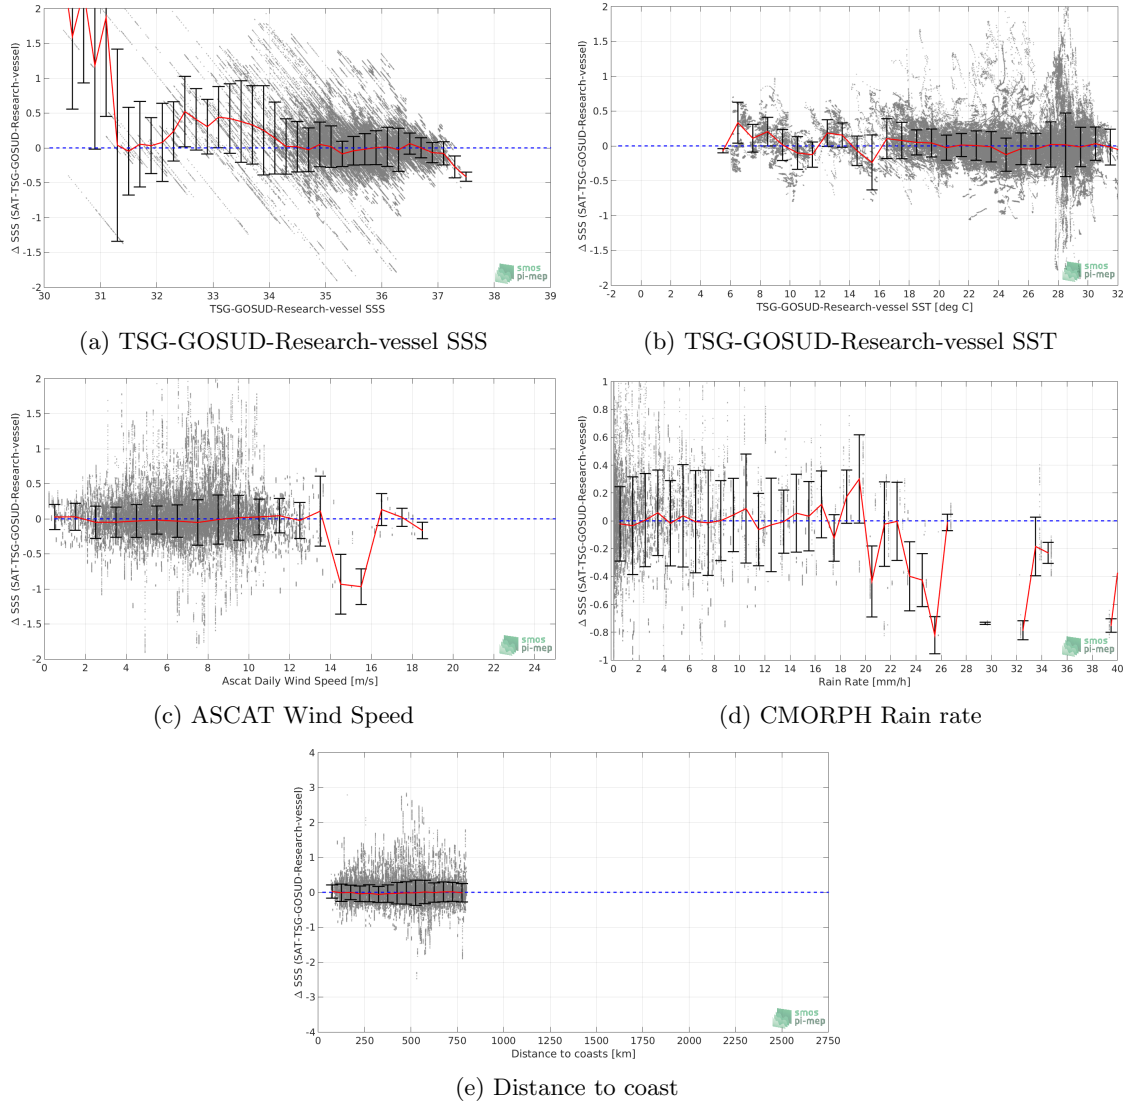 2
1.5
1
0.5
0
-0.5
-1
-1.5
-2
Δ SSS (SAT-TSG-GOSUD-Research-vessel)
30 31 32 33 34 35 36 37 38 39
TSG-GOSUD-Research-vessel SSS
smos
pi-mep
(a) TSG-GOSUD-Research-vessel SSS
2
1.5
1
0.5
0
-0.5
-1
-1.5
-2
Δ SSS (SAT-TSG-GOSUD-Research-vessel)
-2 0 2 4 6 8 10 12 14 16 18 20 22 24 26 28 30 32
TSG-GOSUD-Research-vessel SST [deg C]
smos
pi-mep
(b) TSG-GOSUD-Research-vessel SST
2
1.5
1
0.5
0
-0.5
-1
-1.5
-2
Δ SSS (SAT-TSG-GOSUD-Research-vessel)
0 2 4 6 8 10 12 14 16 18 20 22 24
Ascat Daily Wind Speed [m/s]
smos
pi-mep
(c) ASCAT Wind Speed
1
0.8
0.6
0.4
0.2
0
-0.2
-0.4
-0.6
-0.8
-1
Δ SSS (SAT-TSG-GOSUD-Research-vessel)
0 2 4 6 8 10 12 14 16 18 20 22 24 26 28 30 32 34 36 38 40
Rain Rate [mm/h]
smos
pi-mep
(d) CMORPH Rain rate
4
3
2
1
0
-1
-2
-3
-4
Δ SSS (SAT-TSG-GOSUD-Research-vessel)
0 250 500 750 1000 1250 1500 1750 2000 2250 2500 2750
Distance to coasts [km]
smos
pi-mep
(e) Distance to coast